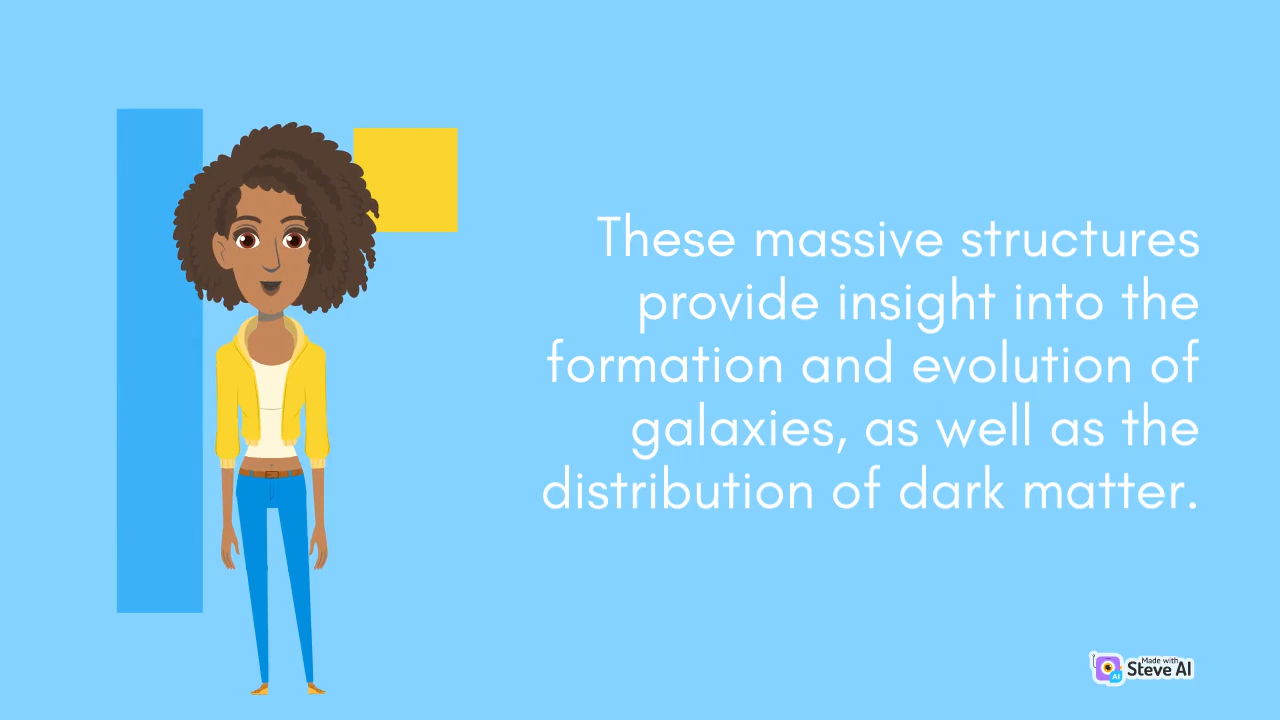 These massive structures
provide insight into the
formation and evolution of
galaxies, as well as the
distribution of dark matter.
Made with
Steve AI
AI